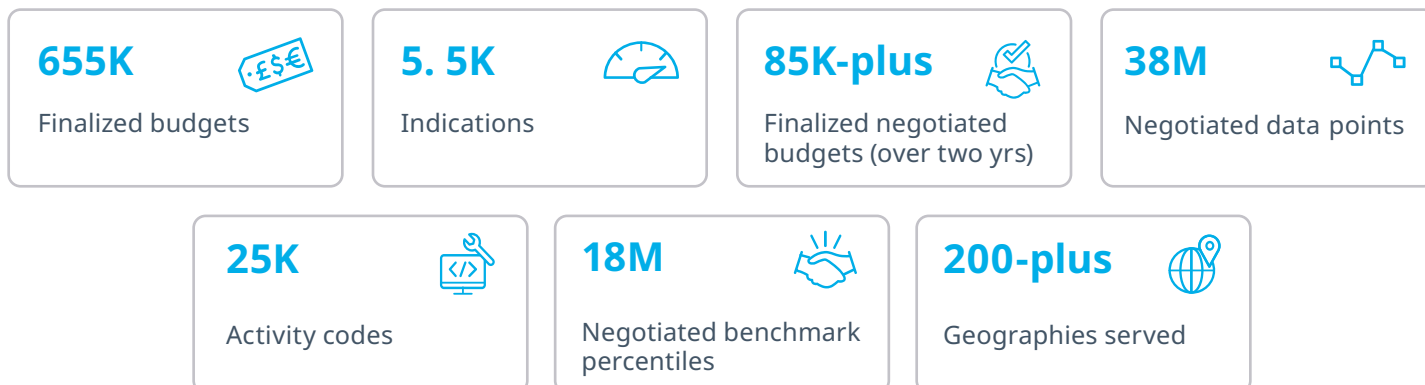 655K
£$€
Finalized budgets
5. 5K
Indications
85K-plus
Finalized negotiated
budgets (over two yrs)
38M
Negotiated data points
25K
</>
Activity codes
18M
Negotiated benchmark
percentiles
200-plus
Geographies served